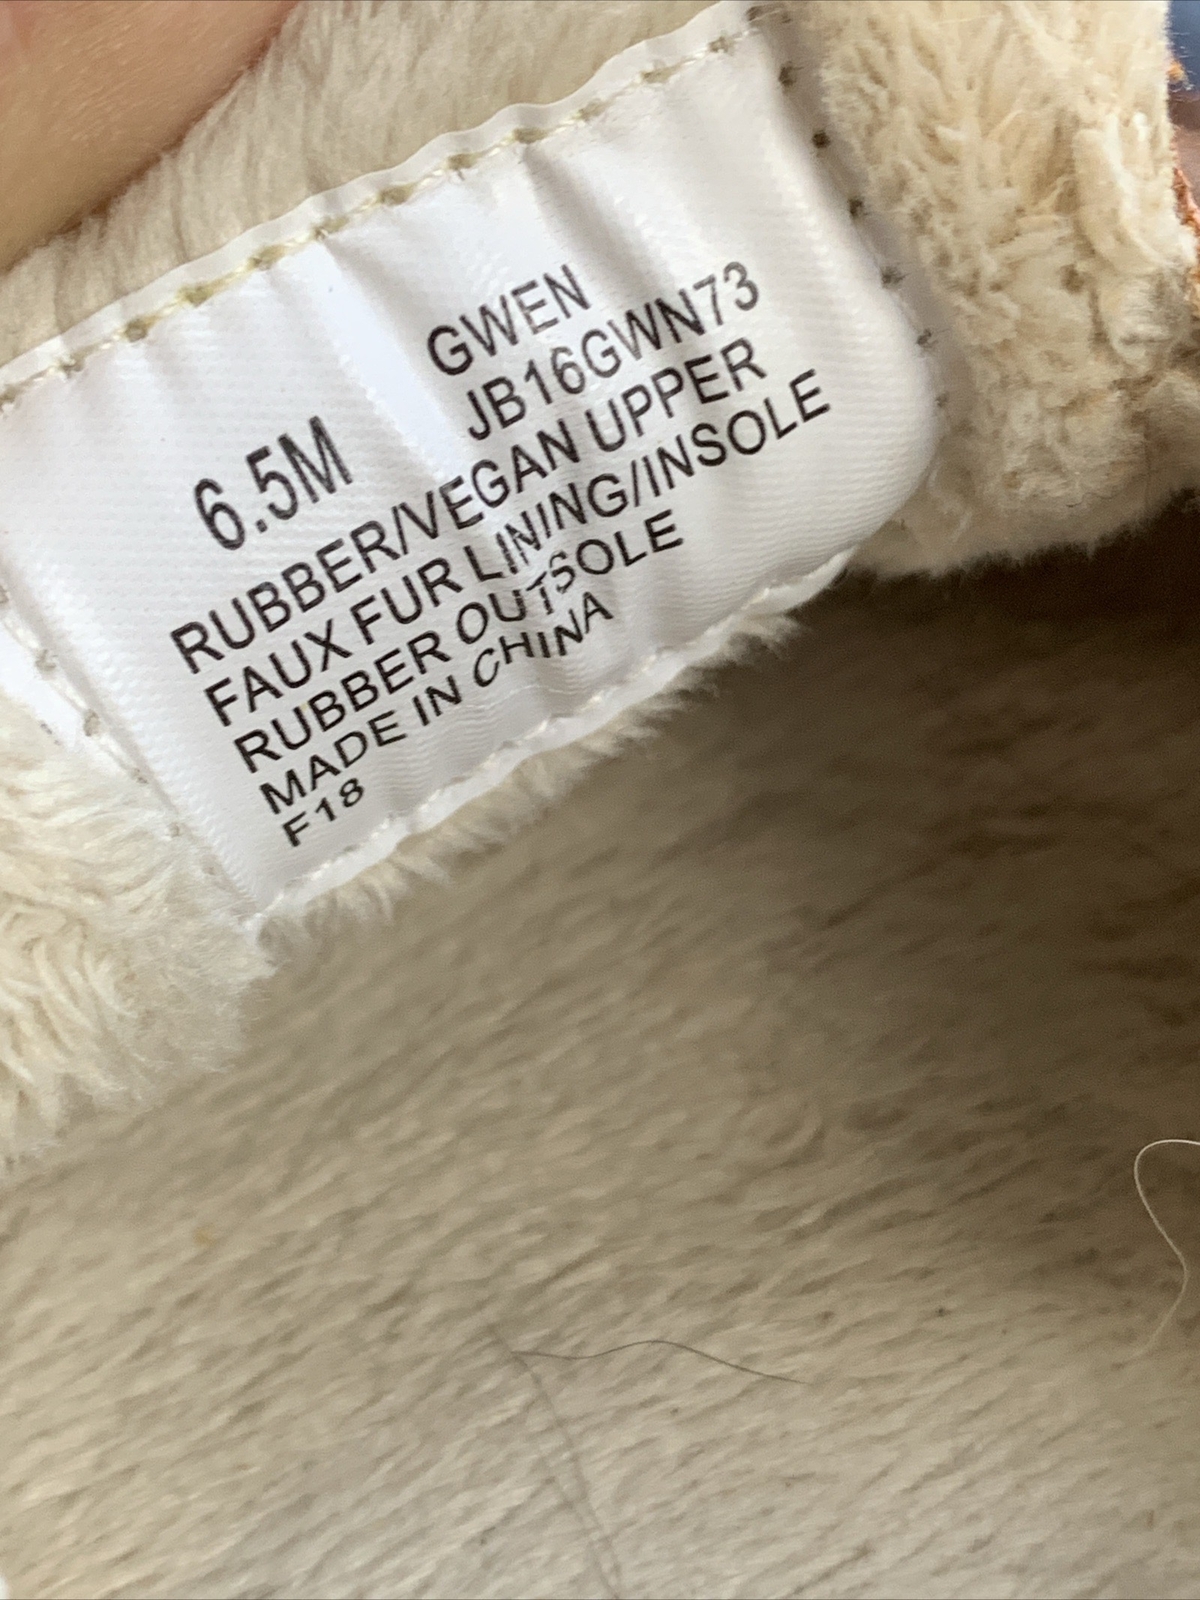 GWEN
6.5M JB16GWN73
RUBBER/VEGAN UPPER
FAUX FUR LINING/INSOLE
RUBBER OUTSOLE
MADE IN CHINA
F18